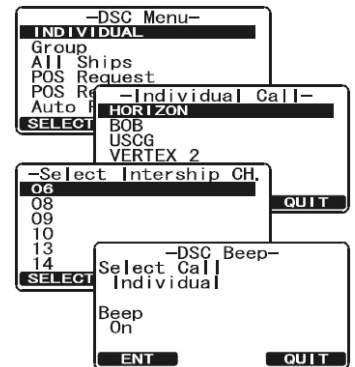 -DSC Menu-
INDIVIDUAL
Group
All Ships
POS Request
POS Re
Auto
SELECT
-Individual Call-
HORIZON
BOB
USCG
VERTEX 2
QUIT
-Select Intership CH.
06
08
09
10
13
14
SELECT
-DSC Beep-
Select Call
Individual
Beep
On
ENT QUIT